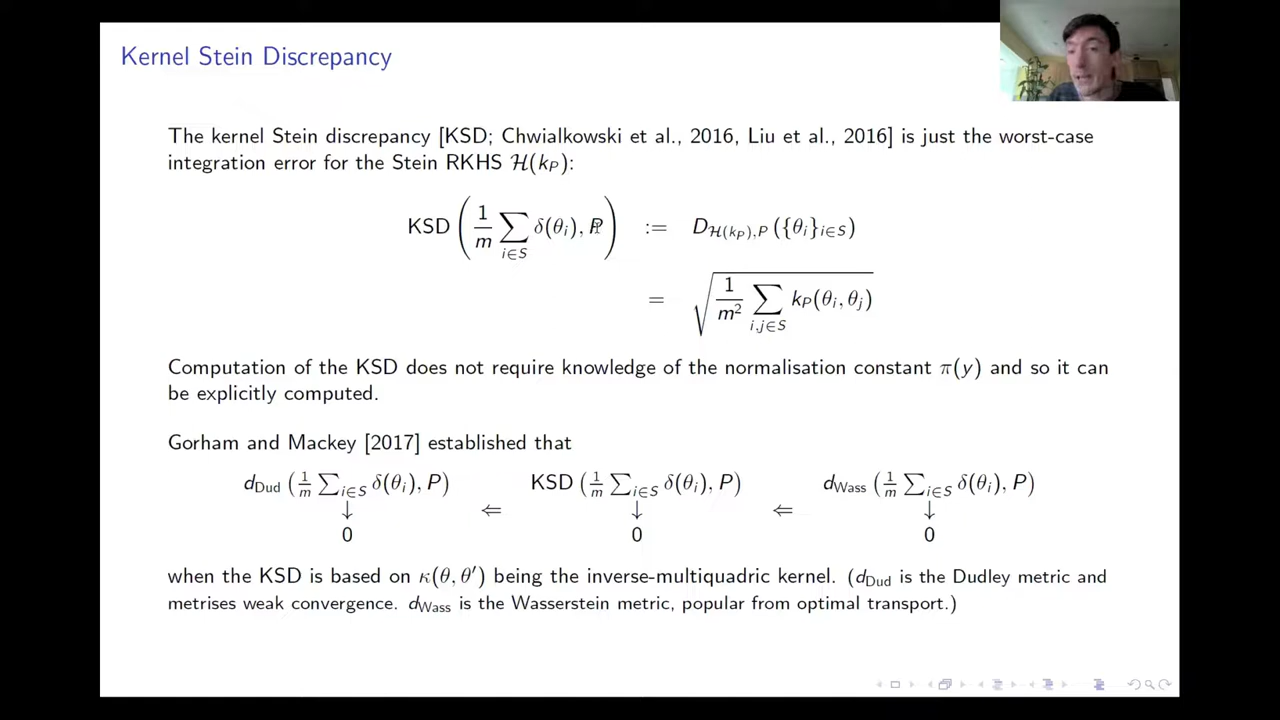 Kernel Stein Discrepancy
The kernel Stein discrepancy [KSD; Chwialkowski et al., 2016, Liu et al., 2016] is just the worst-case
integration error for the Stein RKHS ℋ(k_P):
KSD ( 1/m ∑_{i∈S} δ(θ_i), P ) := D_{ℋ(k_P),P} ({θ_i}_{i∈S})
= √( 1/m² ∑_{i,j∈S} k_P(θ_i, θ_j) )
Computation of the KSD does not require knowledge of the normalisation constant π(y) and so it can
be explicitly computed.
Gorham and Mackey [2017] established that
d_Dud ( 1/m ∑_{i∈S} δ(θ_i), P ) KSD ( 1/m ∑_{i∈S} δ(θ_i), P ) d_Wass ( 1/m ∑_{i∈S} δ(θ_i), P )
↓ ⇐ ↓ ⇐ ↓
0 0 0
when the KSD is based on κ(θ, θ′) being the inverse-multiquadric kernel. (d_Dud is the Dudley metric and
metrises weak convergence. d_Wass is the Wasserstein metric, popular from optimal transport.)